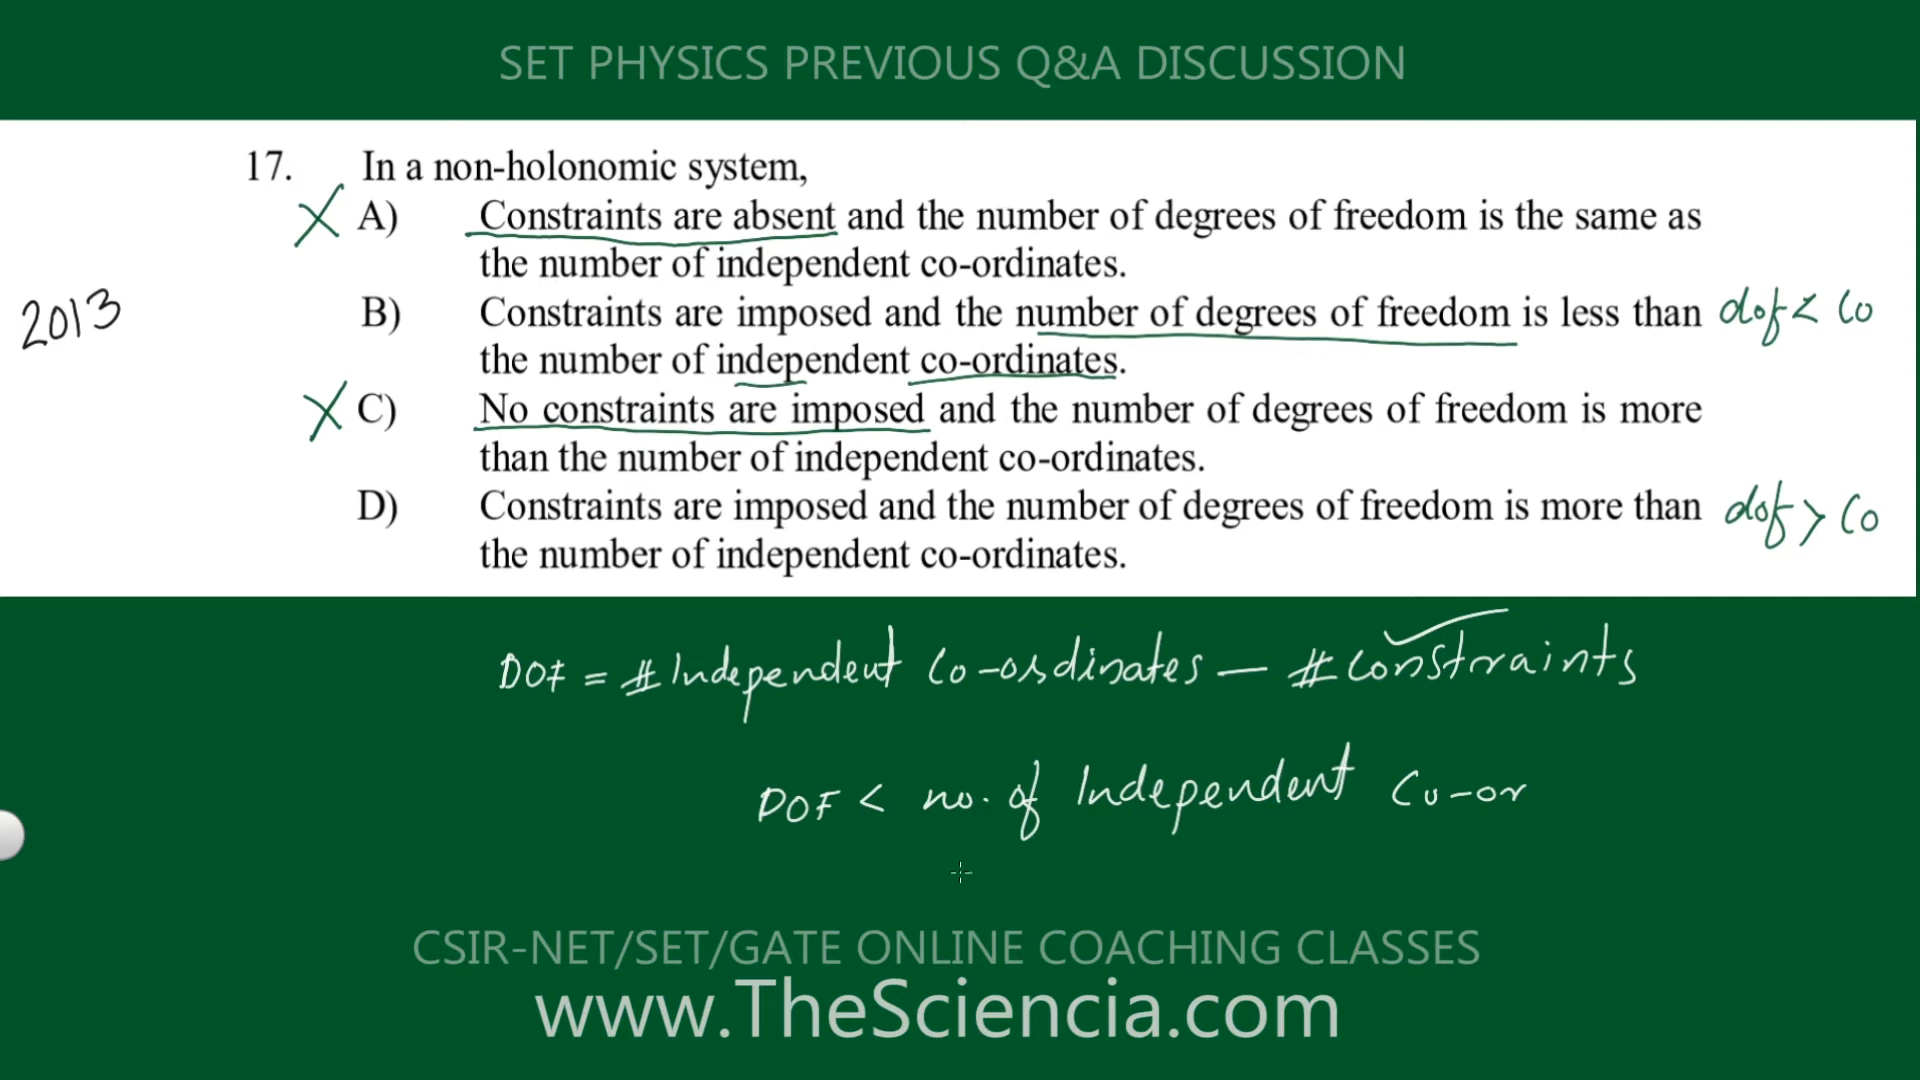 SET PHYSICS PREVIOUS Q&A DISCUSSION
17. In a non-holonomic system,
X A) Constraints are absent and the number of degrees of freedom is the same as
the number of independent co-ordinates.
2013
B) Constraints are imposed and the number of degrees of freedom is less than dof < Co
the number of independent co-ordinates.
X C) No constraints are imposed and the number of degrees of freedom is more
than the number of independent co-ordinates.
D) Constraints are imposed and the number of degrees of freedom is more than dof > Co
the number of independent co-ordinates.
DOF = # Independent Co-ordinates — # Constraints
DOF < no. of Independent Co-or
CSIR-NET/SET/GATE ONLINE COACHING CLASSES
www.TheSciencia.com